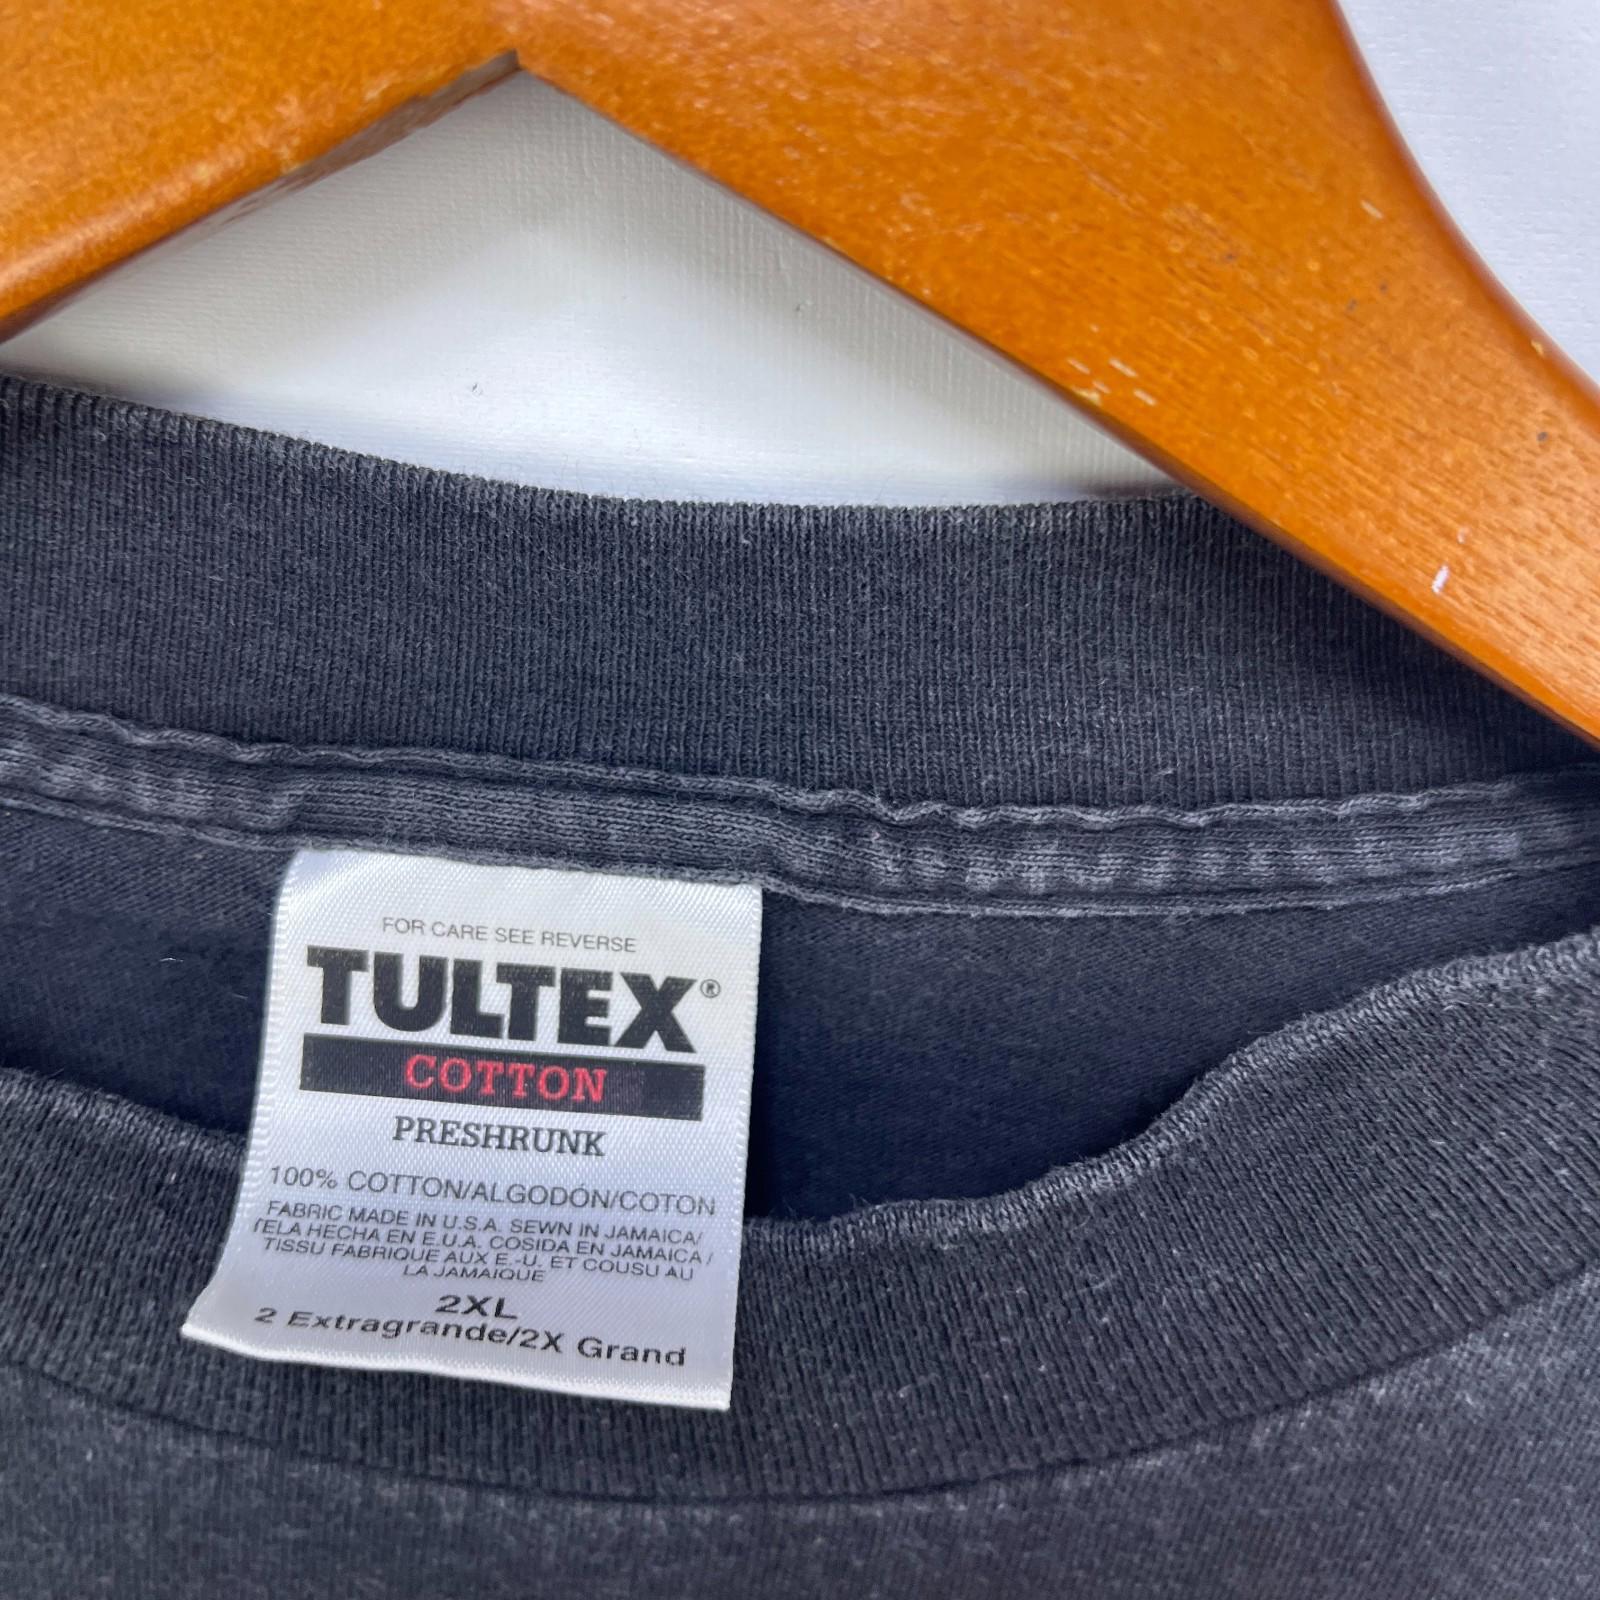 FOR CARE SEE REVERSE
TULTEX®
COTTON
PRESHRUNK
100% COTTON/ALGODÓN/COTON
FABRIC MADE IN U.S.A. SEWN IN JAMAICA/
TELA HECHA EN E.U.A. COSIDA EN JAMAICA /
TISSU FABRIQUE AUX E.-U. ET COUSU AU
LA JAMAIQUE
2XL
2 Extragrande/2X Grand